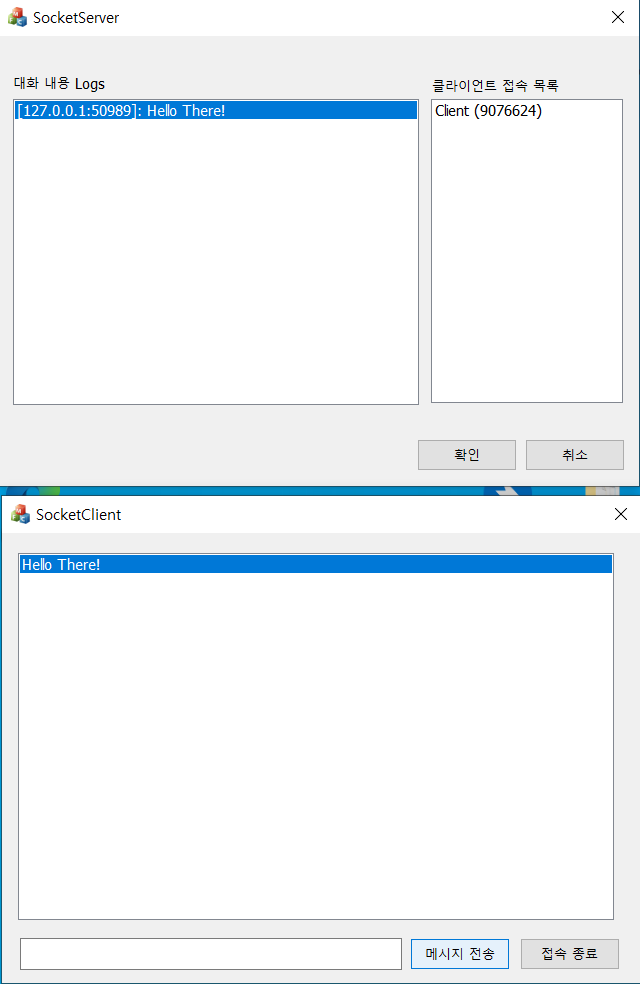 SocketServer
대화 내용 Logs
클라이언트 접속 목록
[127.0.0.1:50989]: Hello There!
Client (9076624)
확인
취소
SocketClient
Hello There!
메시지 전송
접속 종료